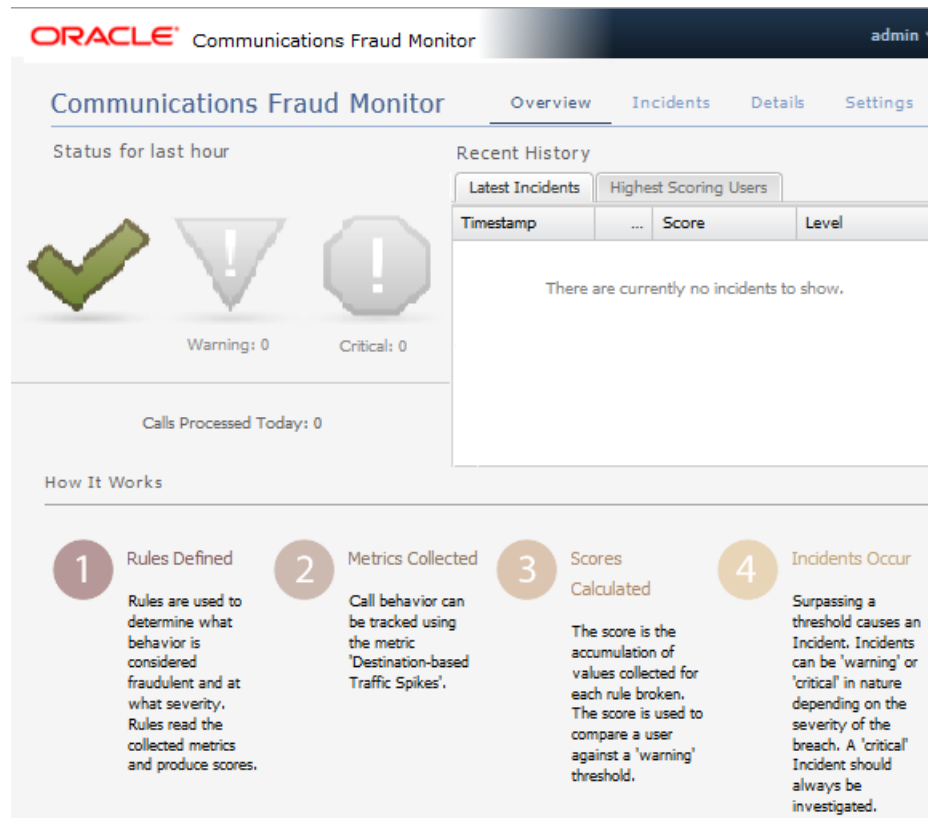 ORACLE Communications Fraud Monitor
admin
Communications Fraud Monitor
Overview Incidents Details Settings
Status for last hour
Warning: 0
Critical: 0
Calls Processed Today: 0
Recent History
Latest Incidents Highest Scoring Users
Timestamp ... Score Level
There are currently no incidents to show.
How It Works
1
Rules Defined
Rules are used to
determine what
behavior is
considered
fraudulent and at
what severity.
Rules read the
collected metrics
and produce scores.
2
Metrics Collected
Call behavior can
be tracked using
the metric
'Destination-based
Traffic Spikes'.
3
Scores
Calculated
The score is the
accumulation of
values collected for
each rule broken.
The score is used to
compare a user
against a 'warning'
threshold.
4
Incidents Occur
Surpassing a
threshold causes an
Incident. Incidents
can be 'warning' or
'critical' in nature
depending on the
severity of the
breach. A 'critical'
Incident should
always be
investigated.